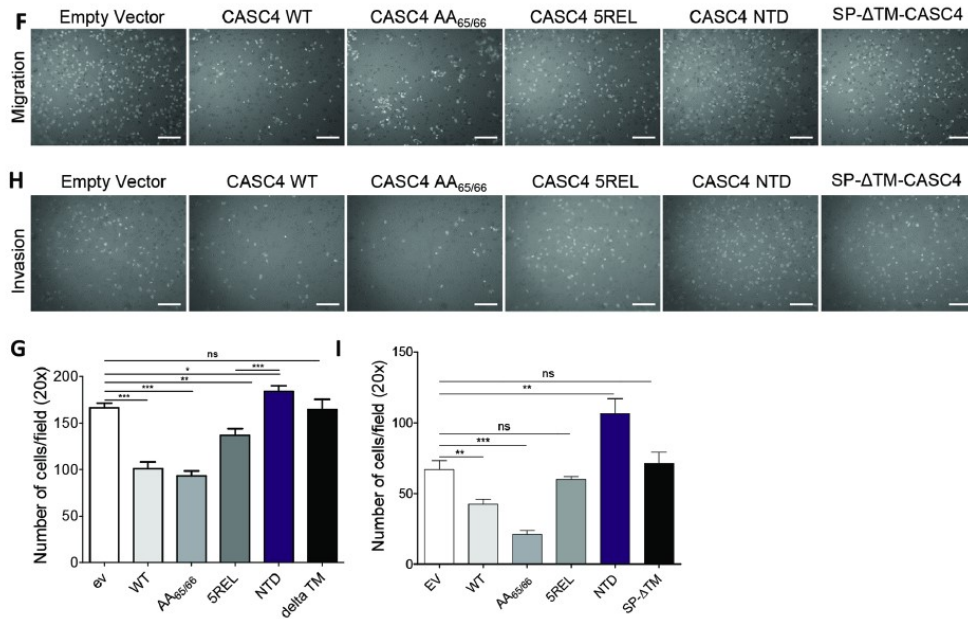 F
Empty Vector
CASC4 WT
CASC4 AA65/66
CASC4 5REL
CASC4 NTD
SP-ΔTM-CASC4
Migration
H
Empty Vector
CASC4 WT
CASC4 AA65/66
CASC4 5REL
CASC4 NTD
SP-ΔTM-CASC4
Invasion
G
ns
*
***
**
***
***
Number of cells/field (20x)
200
150
100
50
0
ev
WT
AA65/66
5REL
NTD
delta TM
I
ns
**
ns
***
**
Number of cells/field (20x)
150
100
50
0
EV
WT
AA65/66
5REL
NTD
SP-ΔTM